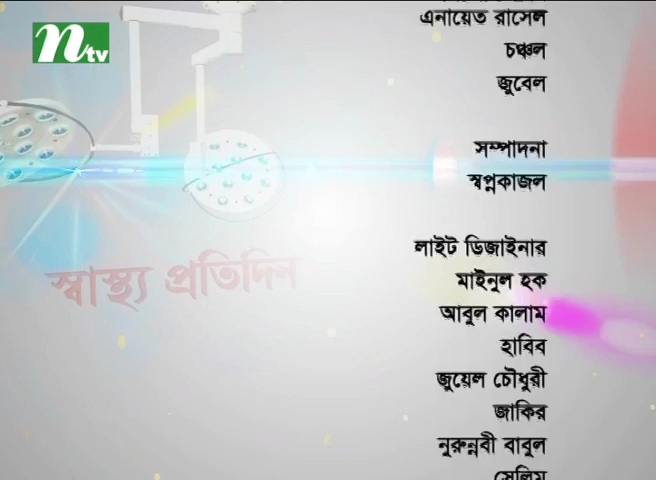 ntv
এনায়েত রাসেল
চঞ্চল
জুবেল
সম্পাদনা
স্বপ্নকাজল
স্বাস্থ্য প্রতিদিন
লাইট ডিজাইনার
মাইনুল হক
আবুল কালাম
হাবিব
জুয়েল চৌধুরী
জাকির
নুরুন্নবী বাবুল
সেলিম